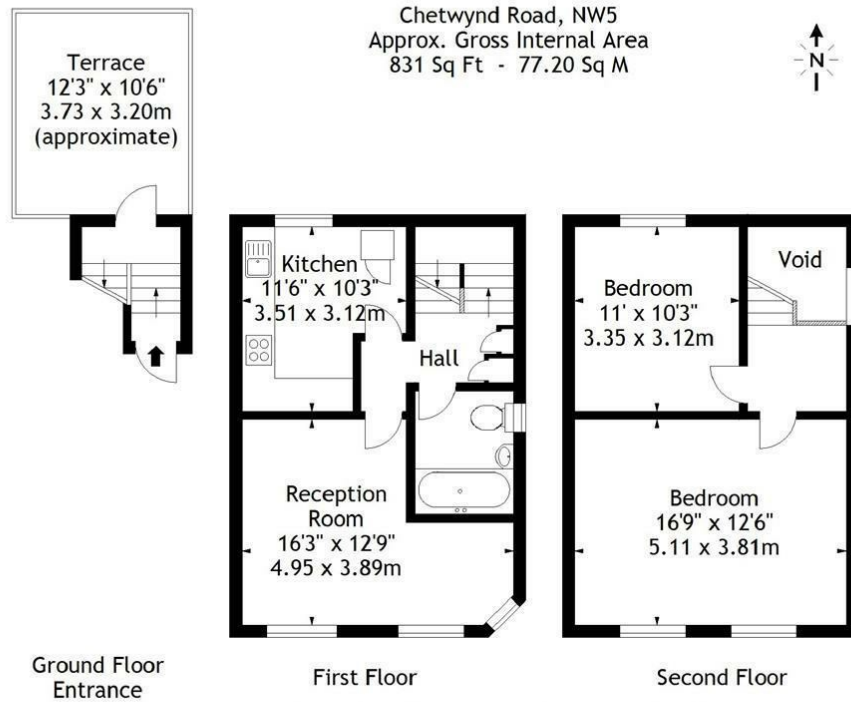 Chetwynd Road, NW5
Approx. Gross Internal Area
831 Sq Ft - 77.20 Sq M
N
Terrace
12'3" x 10'6"
3.73 x 3.20m
(approximate)
Kitchen
11'6" x 10'3"
3.51 x 3.12m
Hall
Reception
Room
16'3" x 12'9"
4.95 x 3.89m
Bedroom
11' x 10'3"
3.35 x 3.12m
Void
Bedroom
16'9" x 12'6"
5.11 x 3.81m
Ground Floor
Entrance
First Floor
Second Floor